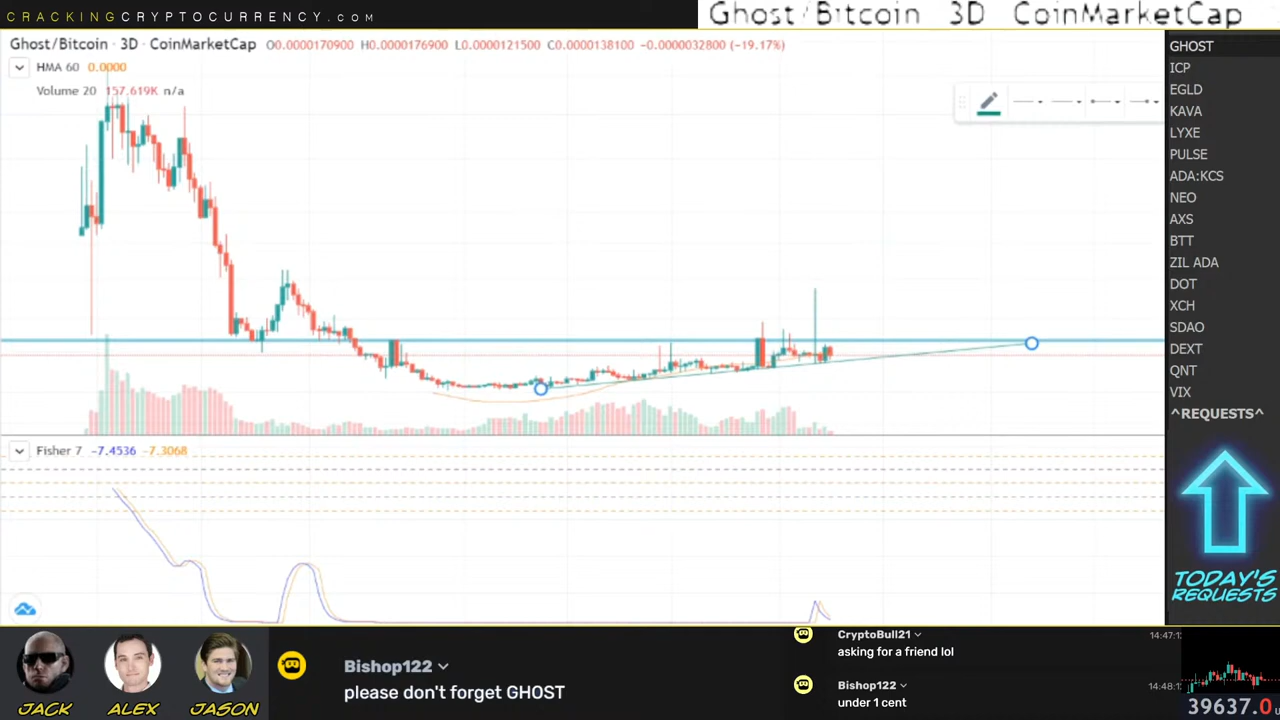 CRACKINGCRYPTOCURRENCY.com
Ghost/Bitcoin 3D CoinMarketCap
Ghost/Bitcoin · 3D · CoinMarketCap O0.0000170900 H0.0000176900 L0.0000121500 C0.0000138100 -0.0000032800 (-19.17%)
HMA 60 0.0000
Volume 20 157.619K n/a
Fisher 7 -7.4536 -7.3068
GHOST
ICP
EGLD
KAVA
LYXE
PULSE
ADA:KCS
NEO
AXS
BTT
ZIL ADA
DOT
XCH
SDAO
DEXT
QNT
VIX
^REQUESTS^
TODAY'S
REQUESTS
JACK
ALEX
JASON
Bishop122
please don't forget GHOST
CryptoBull21
asking for a friend lol
Bishop122
under 1 cent
39637.0